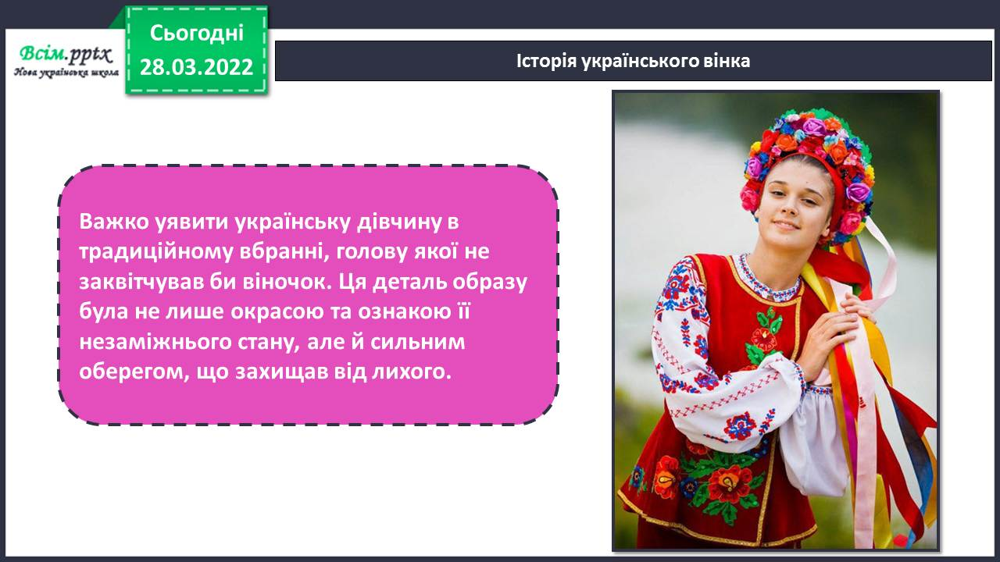 Сьогодні
28.03.2022
Всім.pptx
Нова українська школа
Історія українського вінка
Важко уявити українську дівчину в
традиційному вбранні, голову якої не
заквітчував би віночок. Ця деталь образу
була не лише окрасою та ознакою її
незаміжнього стану, але й сильним
оберегом, що захищав від лихого.